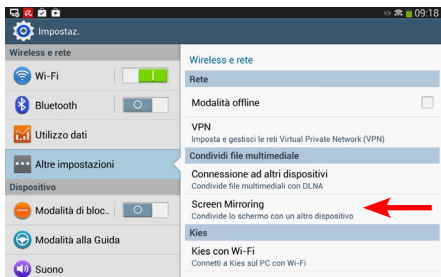 09:18
Impostaz.
Wireless e rete
Wi-Fi
Bluetooth
Utilizzo dati
Altre impostazioni
Dispositivo
Modalità di bloc..
Modalità alla Guida
Suono
Wireless e rete
Rete
Modalità offline
VPN
Imposta e gestisci le reti Virtual Private Network (VPN)
Condividi file multimediale
Connessione ad altri dispositivi
Condivide file multimediali con DLNA
Screen Mirroring
Condivide lo schermo con un altro dispositivo
Kies
Kies con Wi-Fi
Connetti a Kies sul PC con Wi-Fi